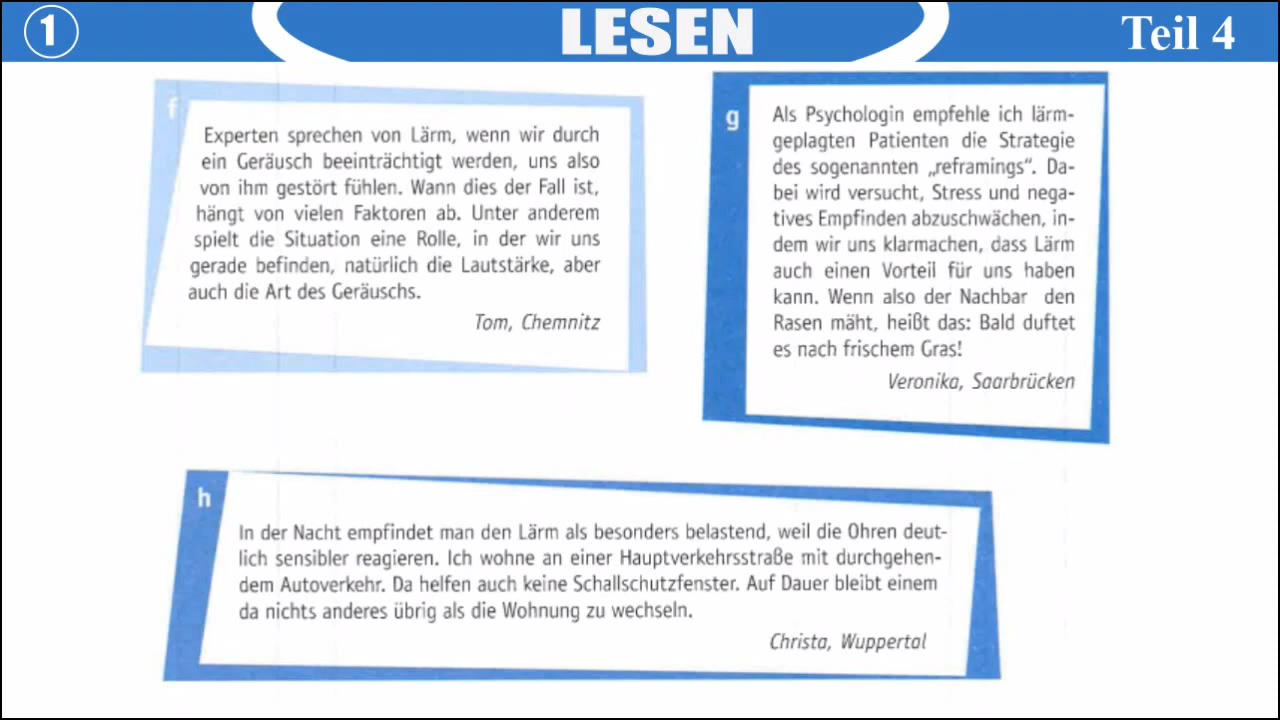 1
LESEN
Teil 4
f
Experten sprechen von Lärm, wenn wir durch
ein Geräusch beeinträchtigt werden, uns also
von ihm gestört fühlen. Wann dies der Fall ist,
hängt von vielen Faktoren ab. Unter anderem
spielt die Situation eine Rolle, in der wir uns
gerade befinden, natürlich die Lautstärke, aber
auch die Art des Geräuschs.
Tom, Chemnitz
g
Als Psychologin empfehle ich lärm-
geplagten Patienten die Strategie
des sogenannten „reframings“. Da-
bei wird versucht, Stress und nega-
tives Empfinden abzuschwächen, in-
dem wir uns klarmachen, dass Lärm
auch einen Vorteil für uns haben
kann. Wenn also der Nachbar den
Rasen mäht, heißt das: Bald duftet
es nach frischem Gras!
Veronika, Saarbrücken
h
In der Nacht empfindet man den Lärm als besonders belastend, weil die Ohren deut-
lich sensibler reagieren. Ich wohne an einer Hauptverkehrsstraße mit durchgehen-
dem Autoverkehr. Da helfen auch keine Schallschutzfenster. Auf Dauer bleibt einem
da nichts anderes übrig als die Wohnung zu wechseln.
Christa, Wuppertal